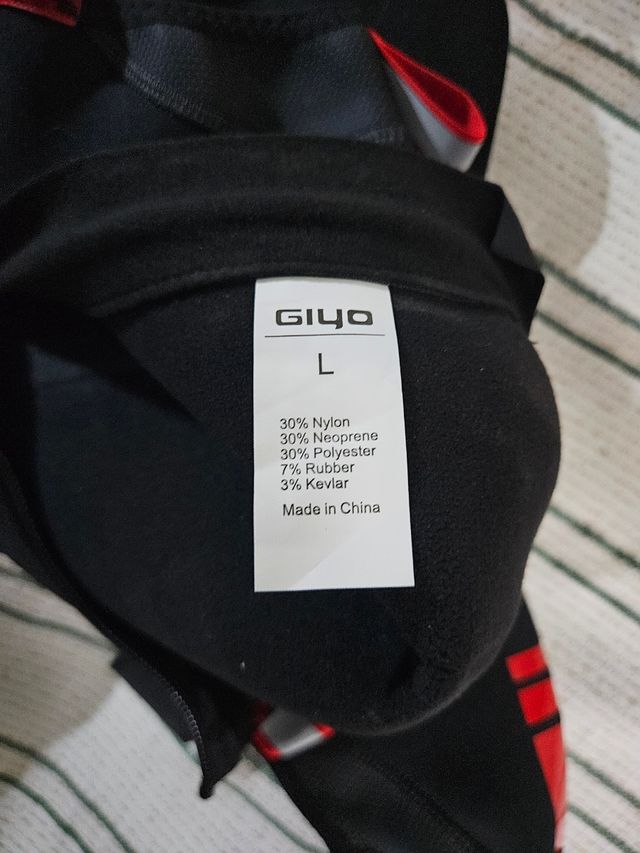 GIYO
L
30% Nylon
30% Neoprene
30% Polyester
7% Rubber
3% Kevlar
Made in China